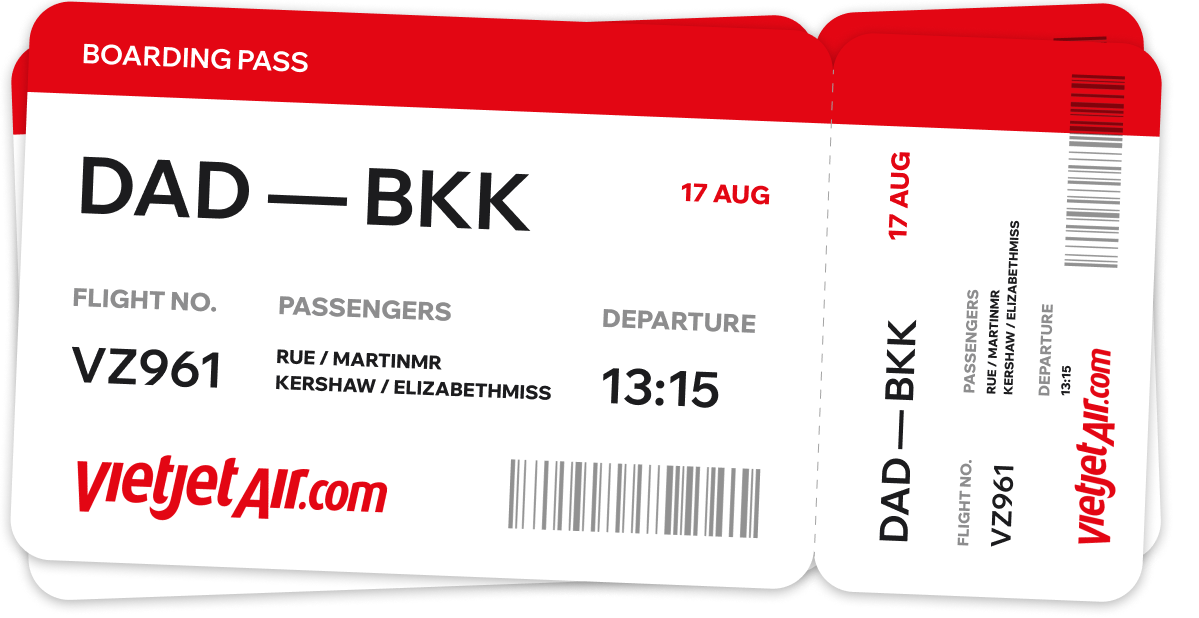 BOARDING PASS
DAD — BKK
17 AUG
FLIGHT NO.
PASSENGERS
DEPARTURE
VZ961
RUE / MARTINMR
KERSHAW / ELIZABETHMISS
13:15
vietjetAir.com
DAD — BKK
17 AUG
FLIGHT NO.
VZ961
PASSENGERS
RUE / MARTINMR
KERSHAW / ELIZABETHMISS
DEPARTURE
13:15
vietjetAir.com